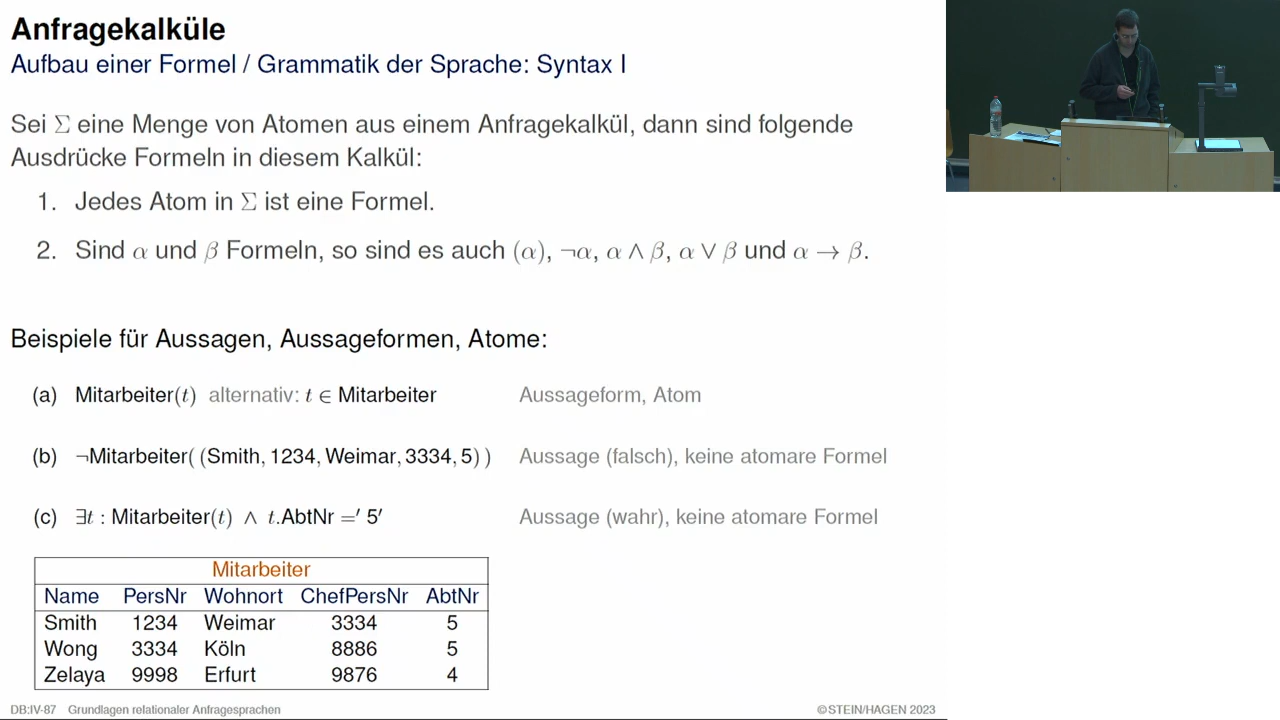 Anfragekalküle
Aufbau einer Formel / Grammatik der Sprache: Syntax I
Sei Σ eine Menge von Atomen aus einem Anfragekalkül, dann sind folgende
Ausdrücke Formeln in diesem Kalkül:
1. Jedes Atom in Σ ist eine Formel.
2. Sind α und β Formeln, so sind es auch (α), ¬α, α ∧ β, α ∨ β und α → β.
Beispiele für Aussagen, Aussageformen, Atome:
(a) Mitarbeiter(t) alternativ: t ∈ Mitarbeiter Aussageform, Atom
(b) ¬Mitarbeiter( (Smith, 1234, Weimar, 3334, 5) ) Aussage (falsch), keine atomare Formel
(c) ∃t : Mitarbeiter(t) ∧ t.AbtNr =′ 5′ Aussage (wahr), keine atomare Formel
Mitarbeiter
Name PersNr Wohnort ChefPersNr AbtNr
Smith 1234 Weimar 3334 5
Wong 3334 Köln 8886 5
Zelaya 9998 Erfurt 9876 4
DB:IV-87 Grundlagen relationaler Anfragesprachen ©STEIN/HAGEN 2023